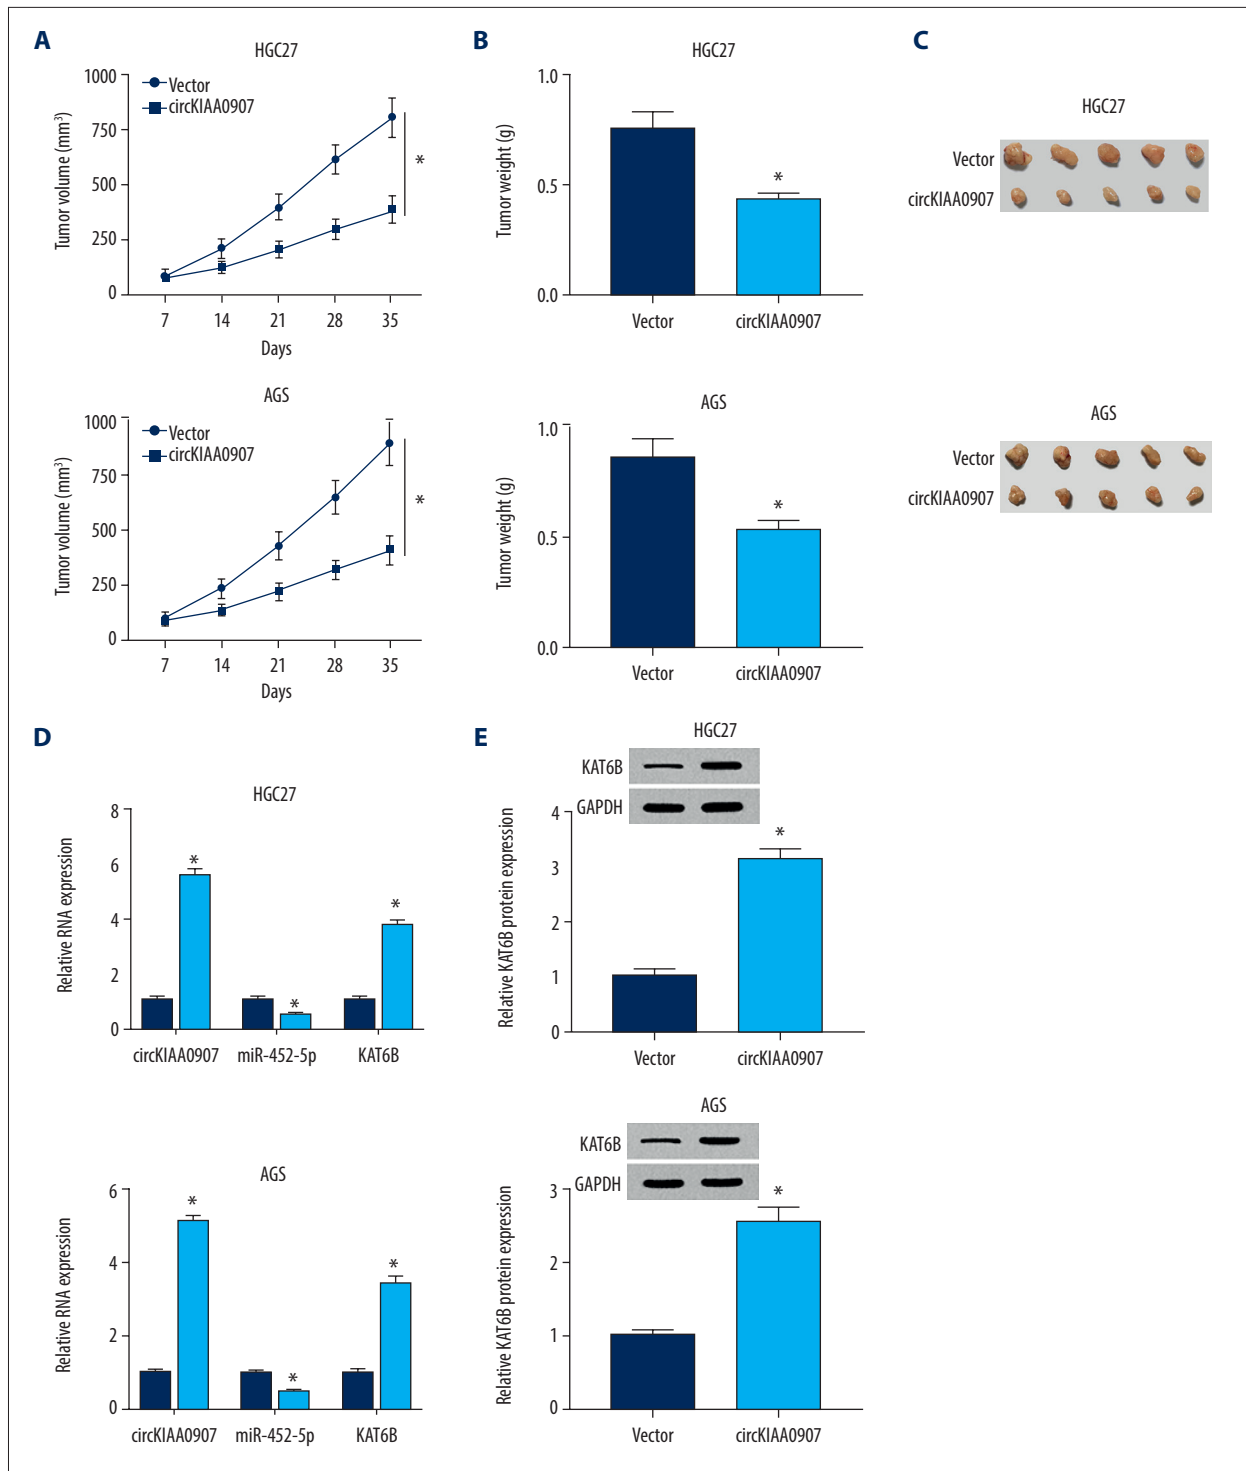 A
HGC27
Tumor volume (mm³)
1000
750
500
250
0
Vector
circKIAA0907
*
7 14 21 28 35
Days
AGS
Tumor volume (mm³)
1000
750
500
250
0
Vector
circKIAA0907
*
7 14 21 28 35
Days
B
HGC27
Tumor weight (g)
1.0
0.5
0.0
*
Vector circKIAA0907
AGS
Tumor weight (g)
1.0
0.5
0.0
*
Vector circKIAA0907
C
HGC27
Vector
circKIAA0907
AGS
Vector
circKIAA0907
D
HGC27
Relative RNA expression
8
6
4
2
0
* * *
circKIAA0907 miR-452-5p KAT6B
AGS
Relative RNA expression
6
4
2
0
* * *
circKIAA0907 miR-452-5p KAT6B
E
HGC27
KAT6B
GAPDH
Relative KAT6B protein expression
4
3
2
1
0
*
Vector circKIAA0907
AGS
KAT6B
GAPDH
Relative KAT6B protein expression
3
2
1
0
*
Vector circKIAA0907